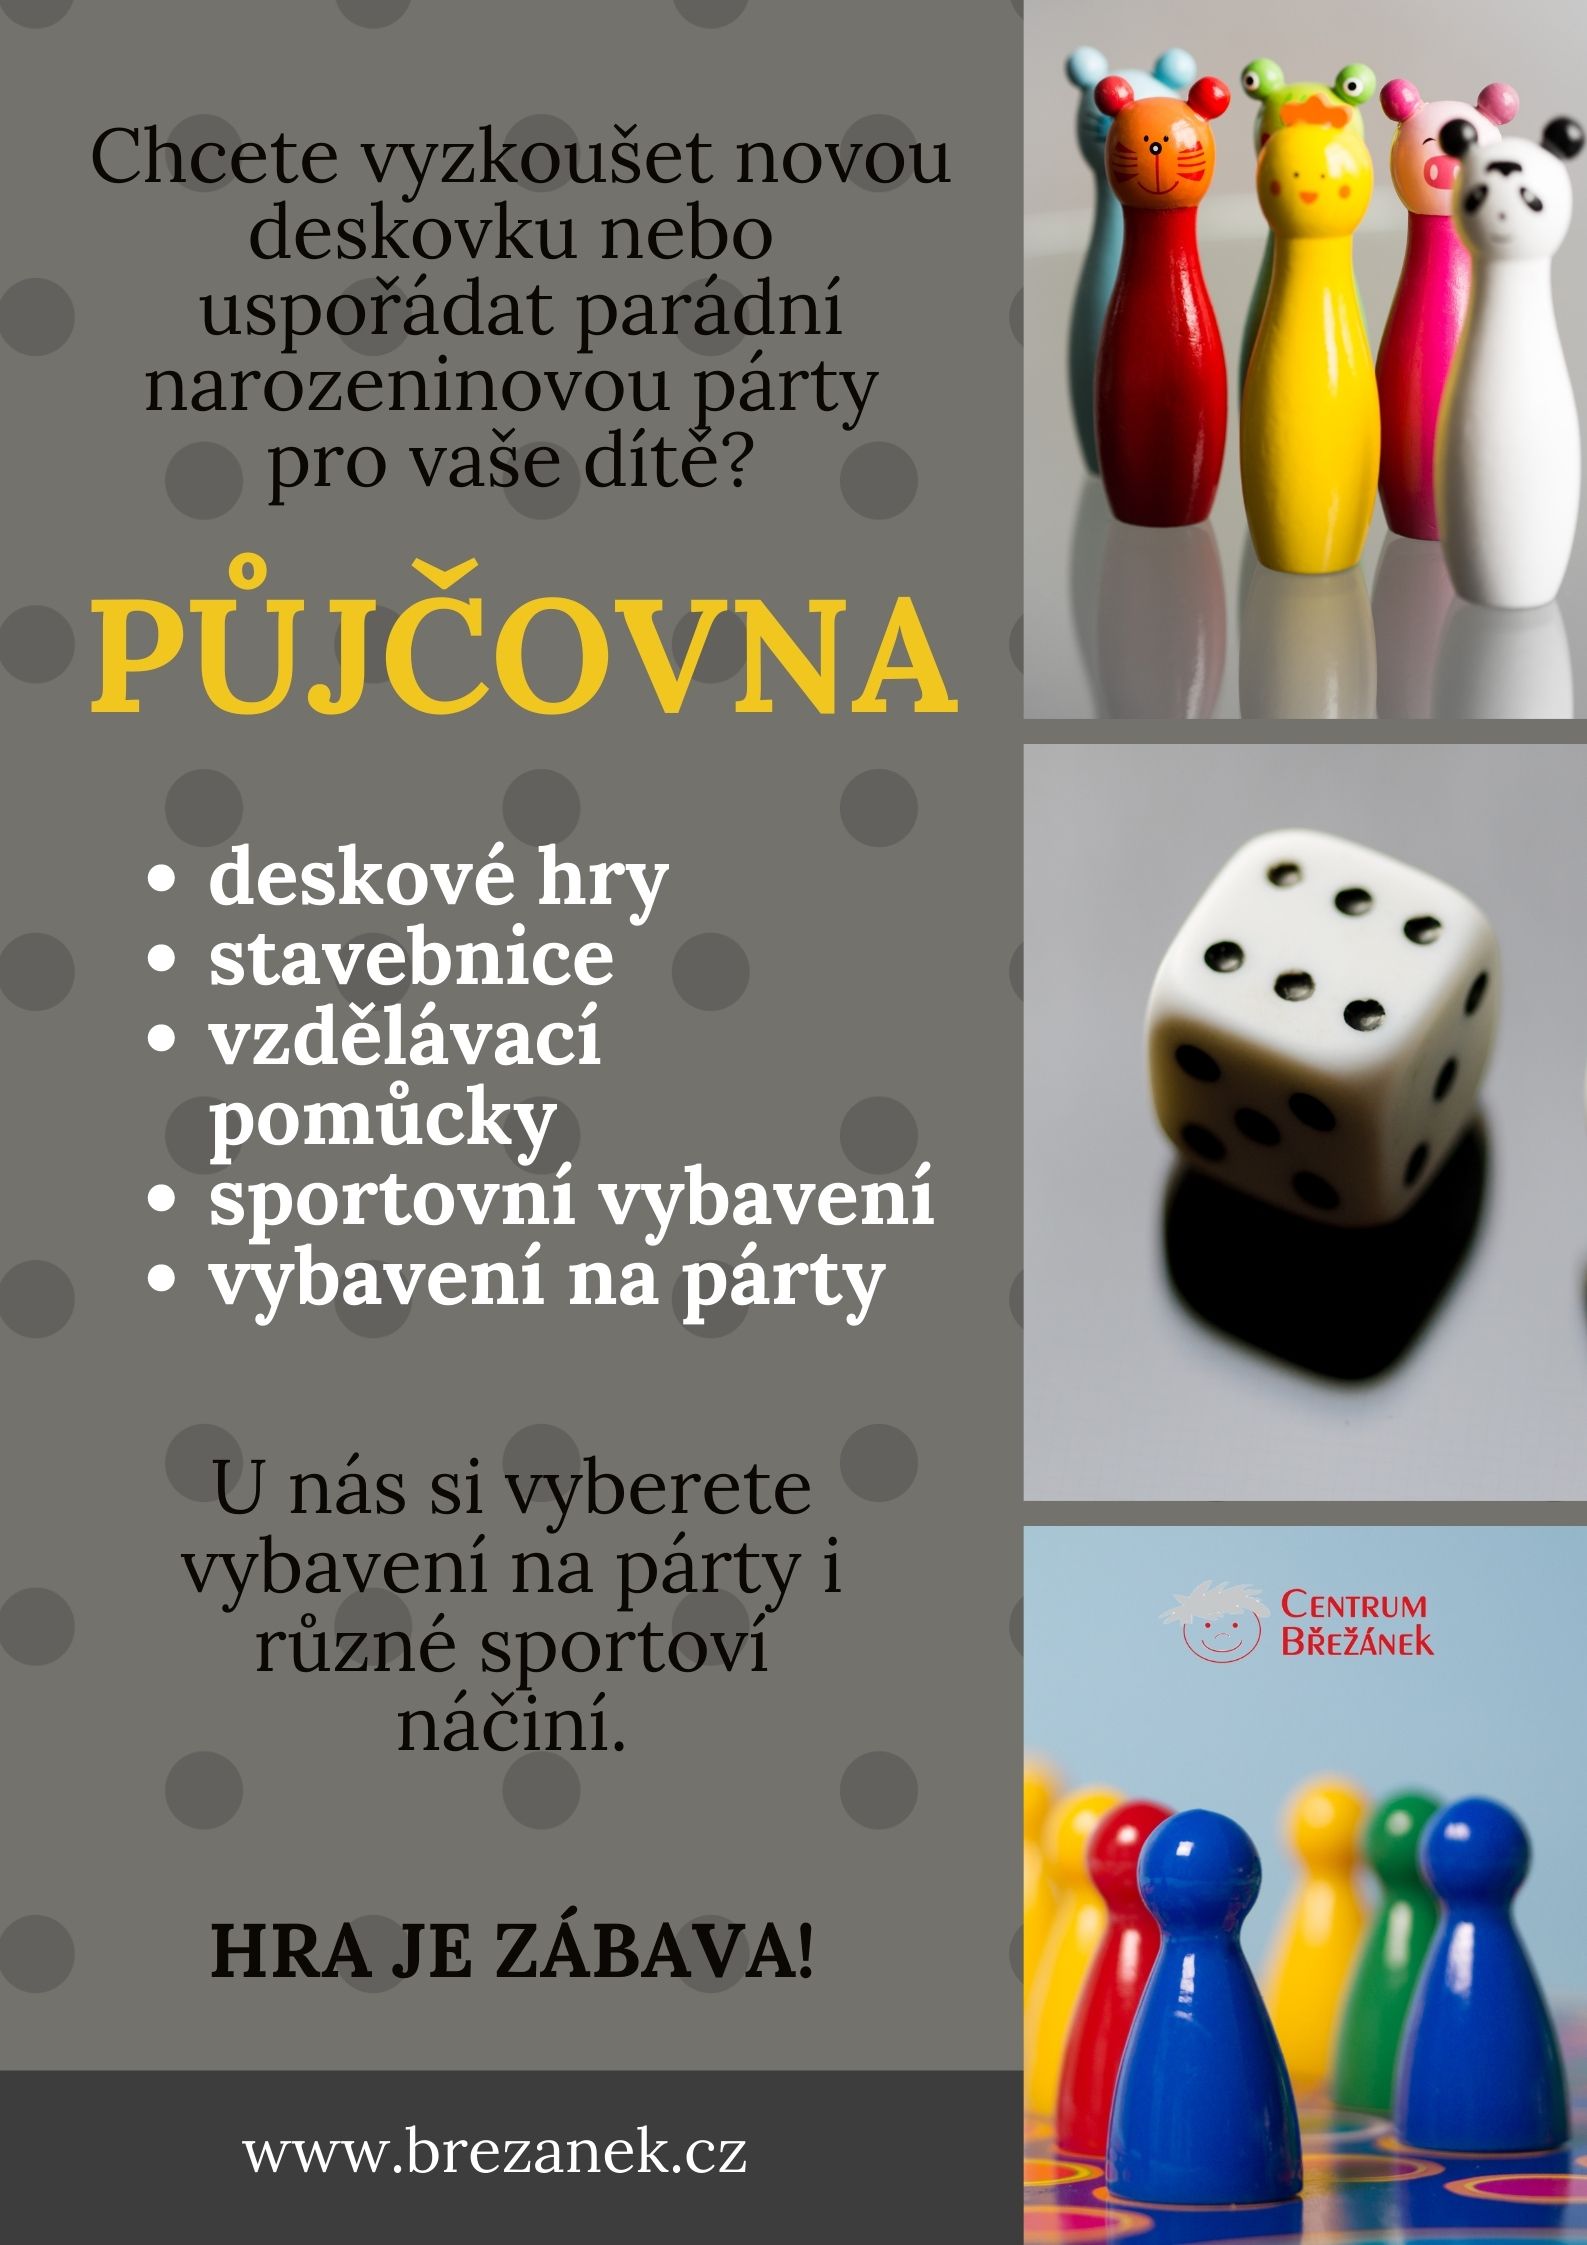 Chcete vyzkoušet novou
deskovku nebo
uspořádat parádní
narozeninovou párty
pro vaše dítě?
PŮJČOVNA
• deskové hry
• stavebnice
• vzdělávací
pomůcky
• sportovní vybavení
• vybavení na párty
U nás si vyberete
vybavení na párty i
různé sportoví
náčiní.
HRA JE ZÁBAVA!
www.brezanek.cz
CENTRUM
BŘEŽÁNEK